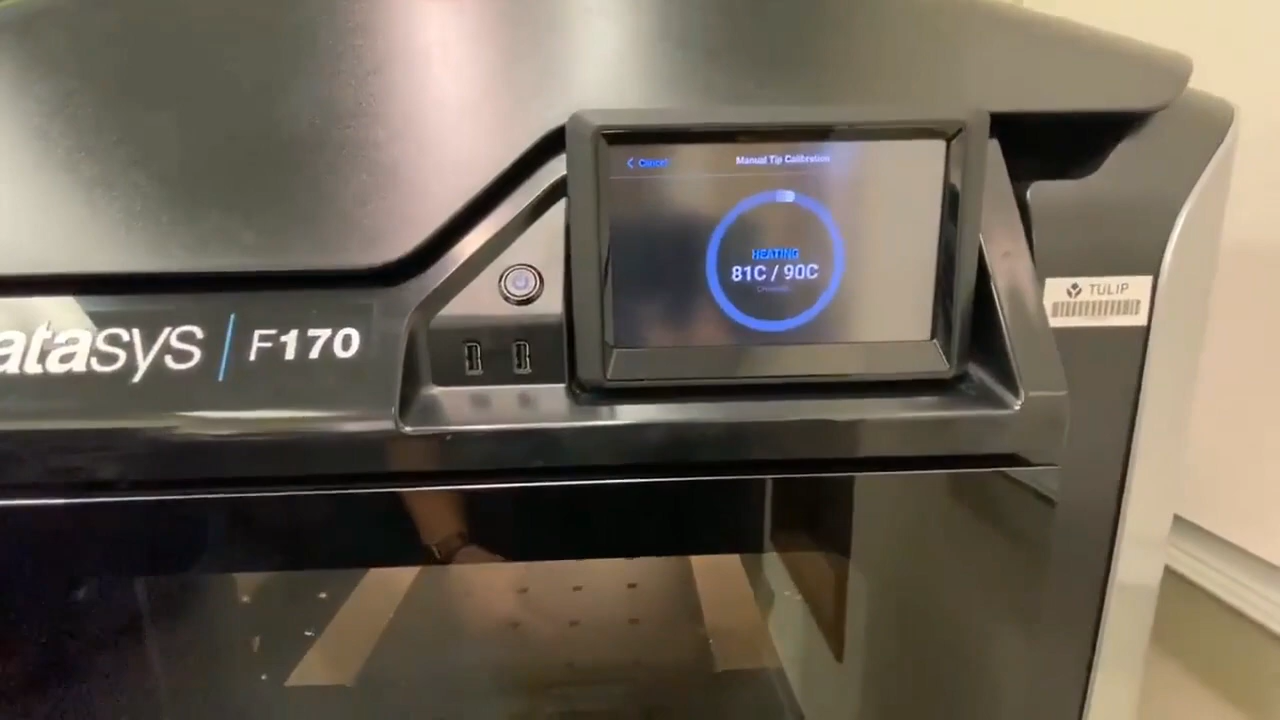 Cancel
Manual Tip Calibration
HEATING
81C / 90C
TULIP
atasys | F170